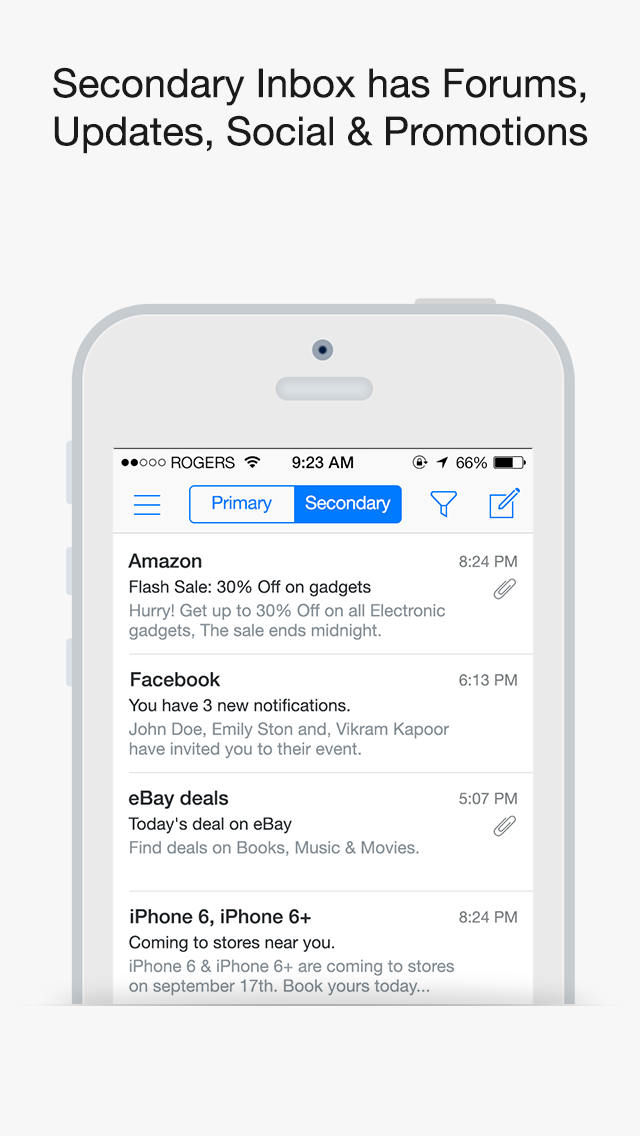 Secondary Inbox has Forums,
Updates, Social & Promotions
ROGERS 9:23 AM 66%
Primary Secondary
Amazon 8:24 PM
Flash Sale: 30% Off on gadgets
Hurry! Get up to 30% Off on all Electronic
gadgets, The sale ends midnight.
Facebook 6:13 PM
You have 3 new notifications.
John Doe, Emily Ston and, Vikram Kapoor
have invited you to their event.
eBay deals 5:07 PM
Today's deal on eBay
Find deals on Books, Music & Movies.
iPhone 6, iPhone 6+ 8:24 PM
Coming to stores near you.
iPhone 6 & iPhone 6+ are coming to stores
on september 17th. Book yours today...